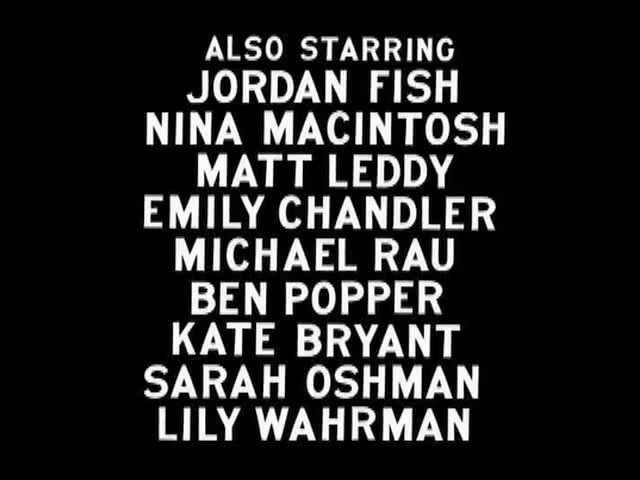 ALSO STARRING
JORDAN FISH
NINA MACINTOSH
MATT LEDDY
EMILY CHANDLER
MICHAEL RAU
BEN POPPER
KATE BRYANT
SARAH OSHMAN
LILY WAHRMAN